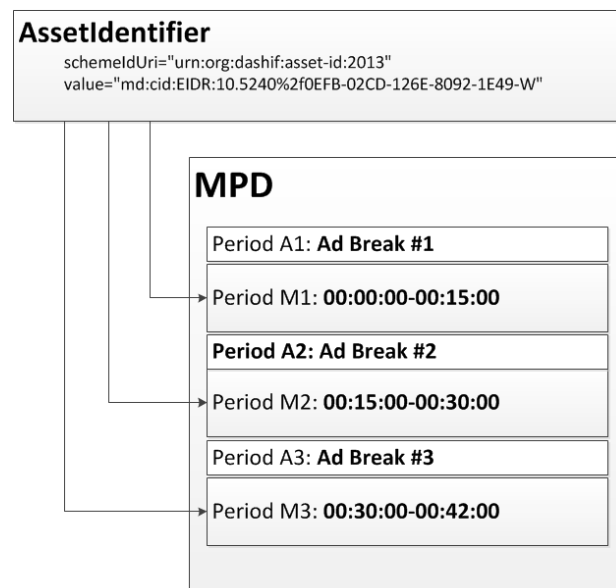 AssetIdentifier
schemeIdUri="urn:org:dashif:asset-id:2013"
value="md:cid:EIDR:10.5240%2f0EFB-02CD-126E-8092-1E49-W"
MPD
Period A1: Ad Break #1
Period M1: 00:00:00-00:15:00
Period A2: Ad Break #2
Period M2: 00:15:00-00:30:00
Period A3: Ad Break #3
Period M3: 00:30:00-00:42:00